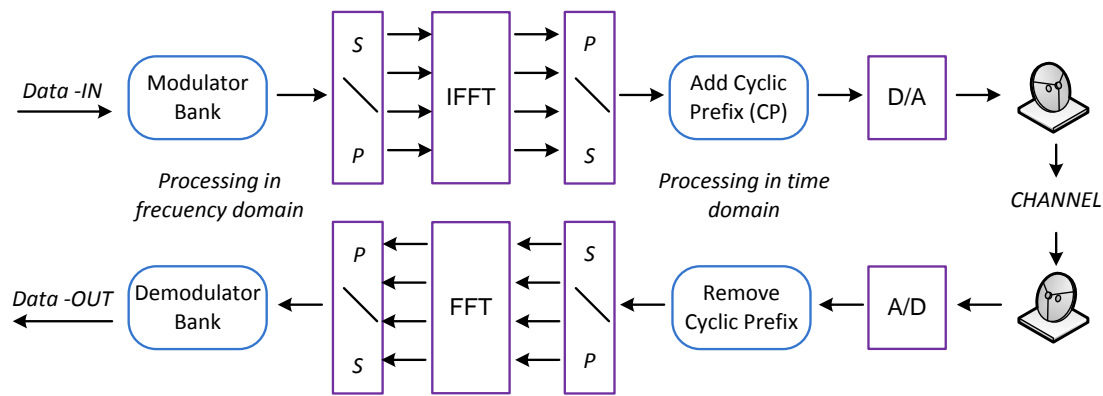 Data -IN
Modulator
Bank
S
P
IFFT
P
S
Add Cyclic
Prefix (CP)
D/A
Processing in
frecuency domain
Processing in time
domain
CHANNEL
Data -OUT
Demodulator
Bank
P
S
FFT
S
P
Remove
Cyclic Prefix
A/D